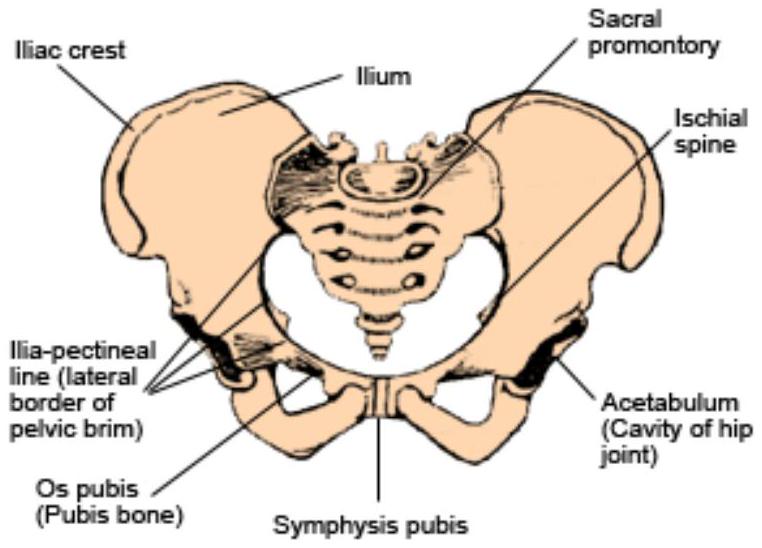 Sacral
promontory
Iliac crest
Ilium
Ischial
spine
Ilia-pectineal
line (lateral
border of
pelvic brim)
Acetabulum
(Cavity of hip
joint)
Os pubis
(Pubis bone)
Symphysis pubis